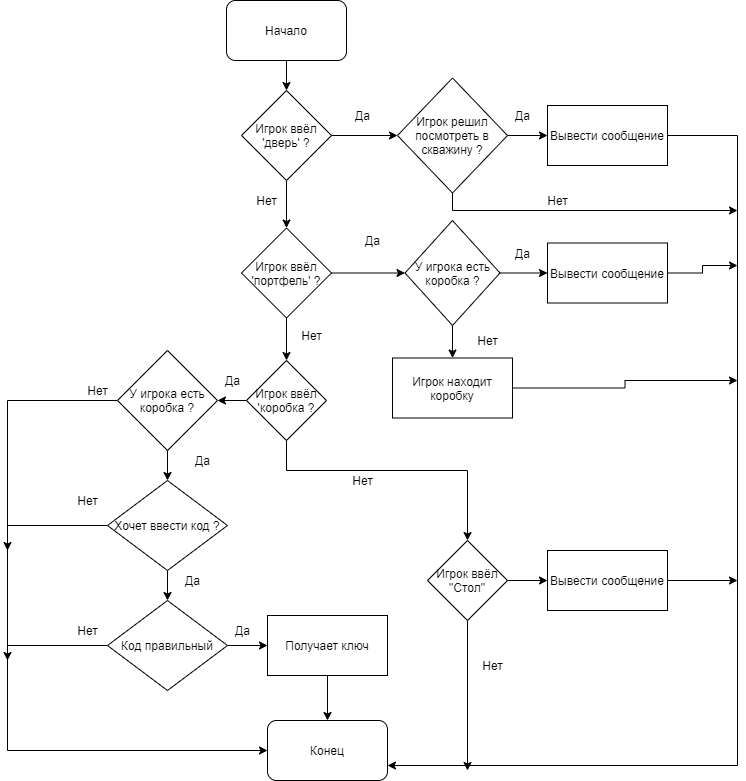 Начало
Игрок ввёл
'дверь' ?
Да
Игрок решил
посмотреть в
скважину ?
Да
Вывести сообщение
Нет
Нет
Игрок ввёл
'портфель' ?
Да
У игрока есть
коробка ?
Да
Вывести сообщение
Нет
Нет
Игрок находит
коробку
Игрок ввёл
'коробка ?
Да
У игрока есть
коробка ?
Нет
Да
Нет
Хочет ввести код ?
Нет
Да
Игрок ввёл
"Стол"
Вывести сообщение
Код правильный
Нет
Да
Получает ключ
Нет
Конец